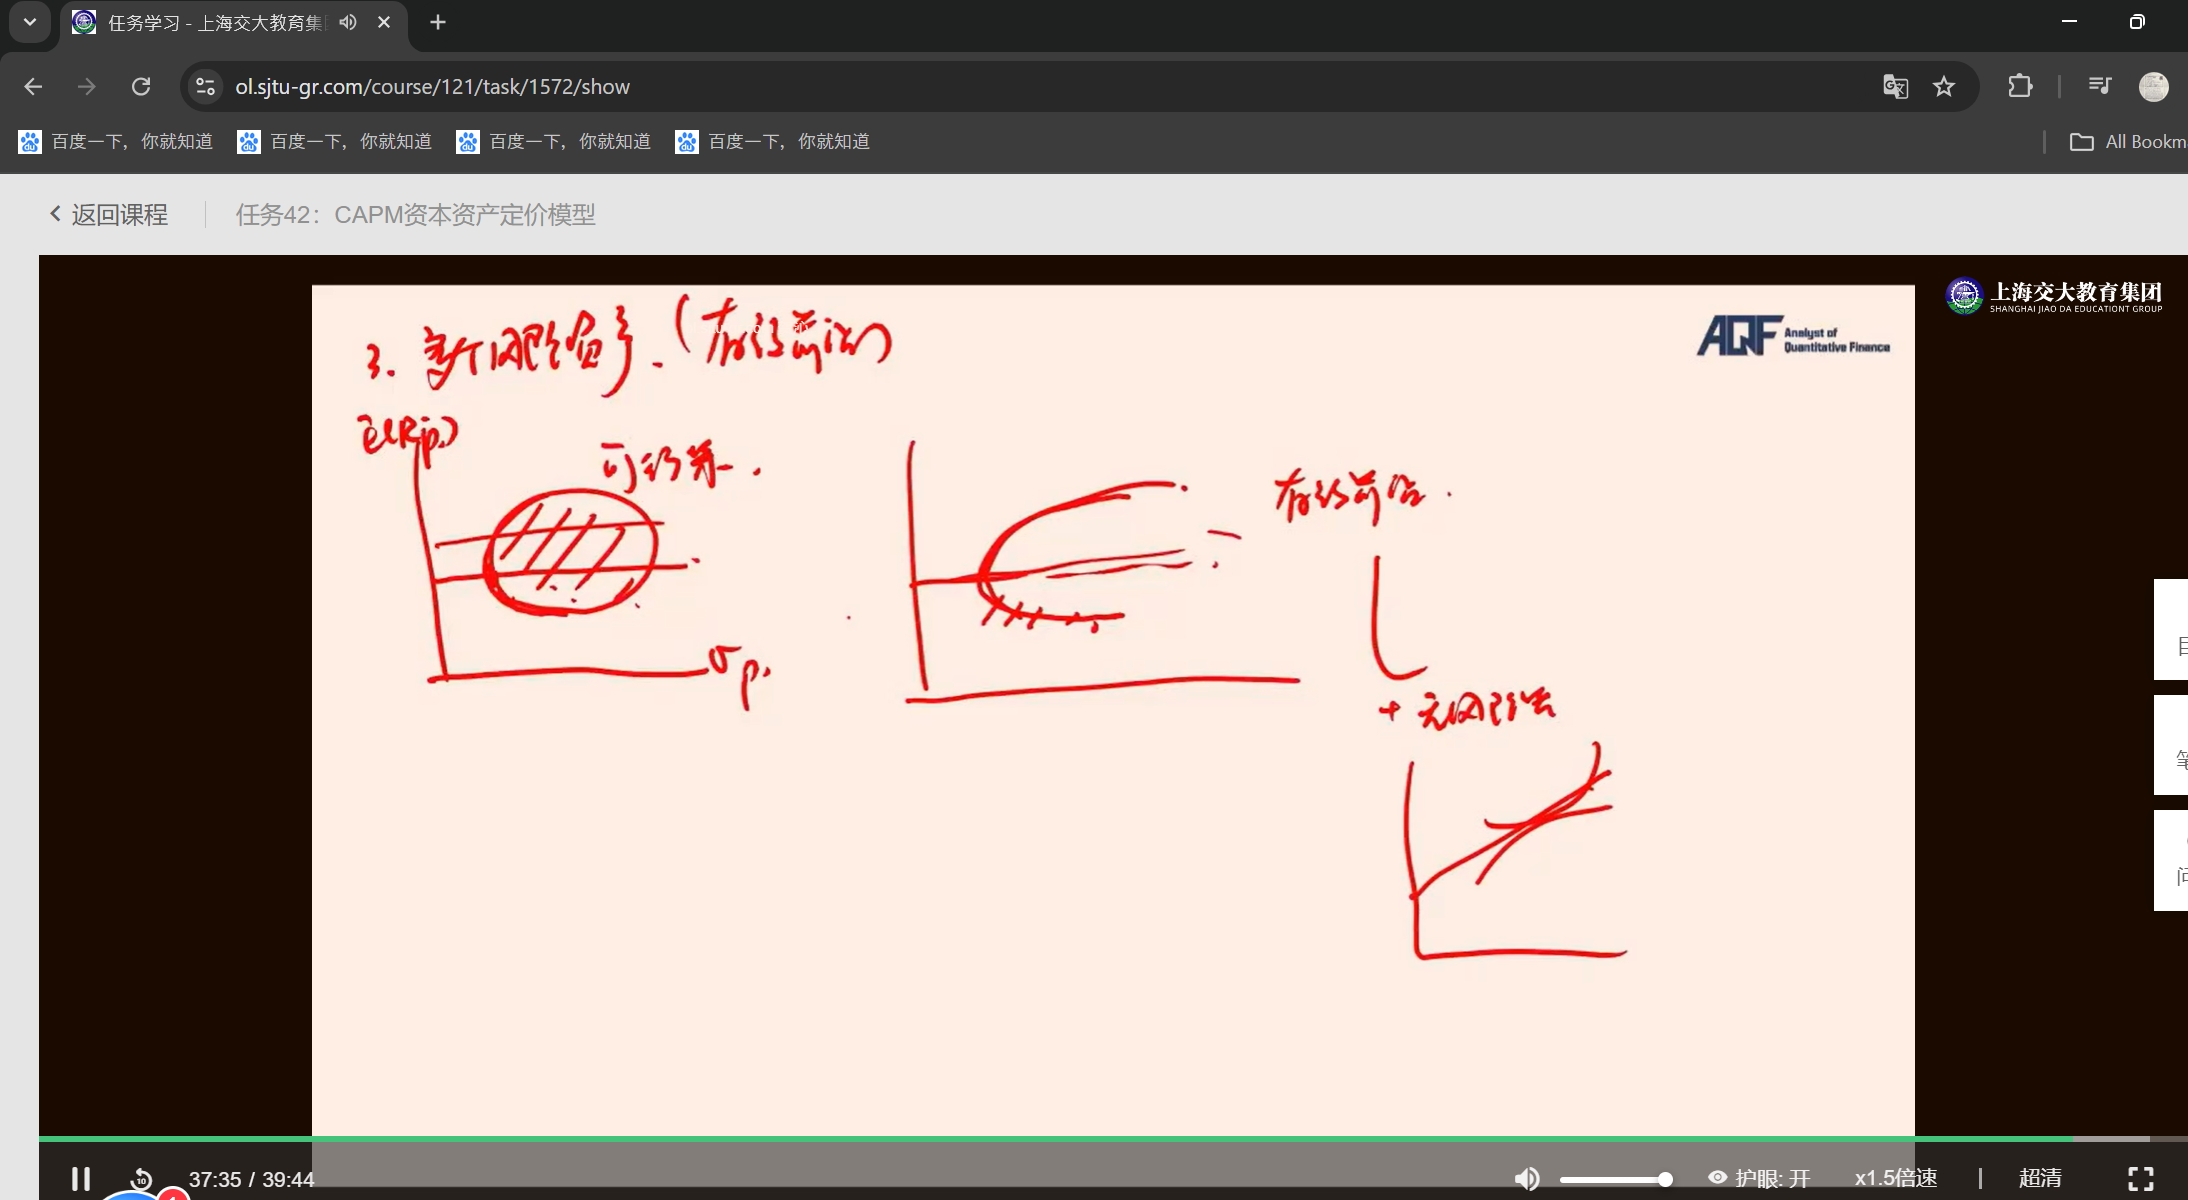 任务学习 - 上海交大教育集
ol.sjtu-gr.com/course/121/task/1572/show
百度一下，你就知道
百度一下，你就知道
百度一下，你就知道
百度一下，你就知道
All Bookm
返回课程
任务42：CAPM资本资产定价模型
上海交大教育集团
SHANGHAI JIAO DA EDUCATIONT GROUP
AQF Analyst of
Quantitative Finance
3. 多个风险资产.(有效前沿)
E(Rp)
可行集.
有效前沿.
σp.
+ 无风险资产
目
笔
问
10
37:35 / 39:44
护眼: 开
x1.5倍速
超清